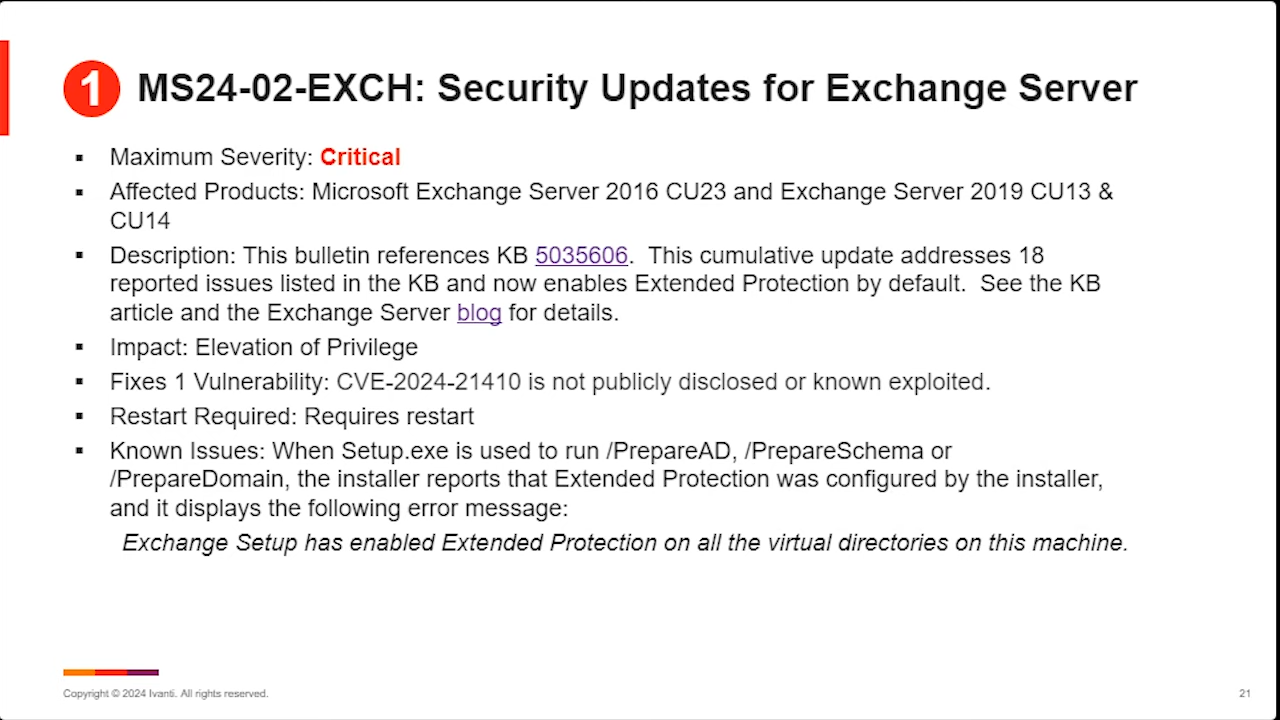 1 MS24-02-EXCH: Security Updates for Exchange Server
▪ Maximum Severity: Critical
▪ Affected Products: Microsoft Exchange Server 2016 CU23 and Exchange Server 2019 CU13 &
CU14
▪ Description: This bulletin references KB 5035606.  This cumulative update addresses 18
reported issues listed in the KB and now enables Extended Protection by default.  See the KB
article and the Exchange Server blog for details.
▪ Impact: Elevation of Privilege
▪ Fixes 1 Vulnerability: CVE-2024-21410 is not publicly disclosed or known exploited.
▪ Restart Required: Requires restart
▪ Known Issues: When Setup.exe is used to run /PrepareAD, /PrepareSchema or
/PrepareDomain, the installer reports that Extended Protection was configured by the installer,
and it displays the following error message:
Exchange Setup has enabled Extended Protection on all the virtual directories on this machine.
Copyright © 2024 Ivanti. All rights reserved.
21